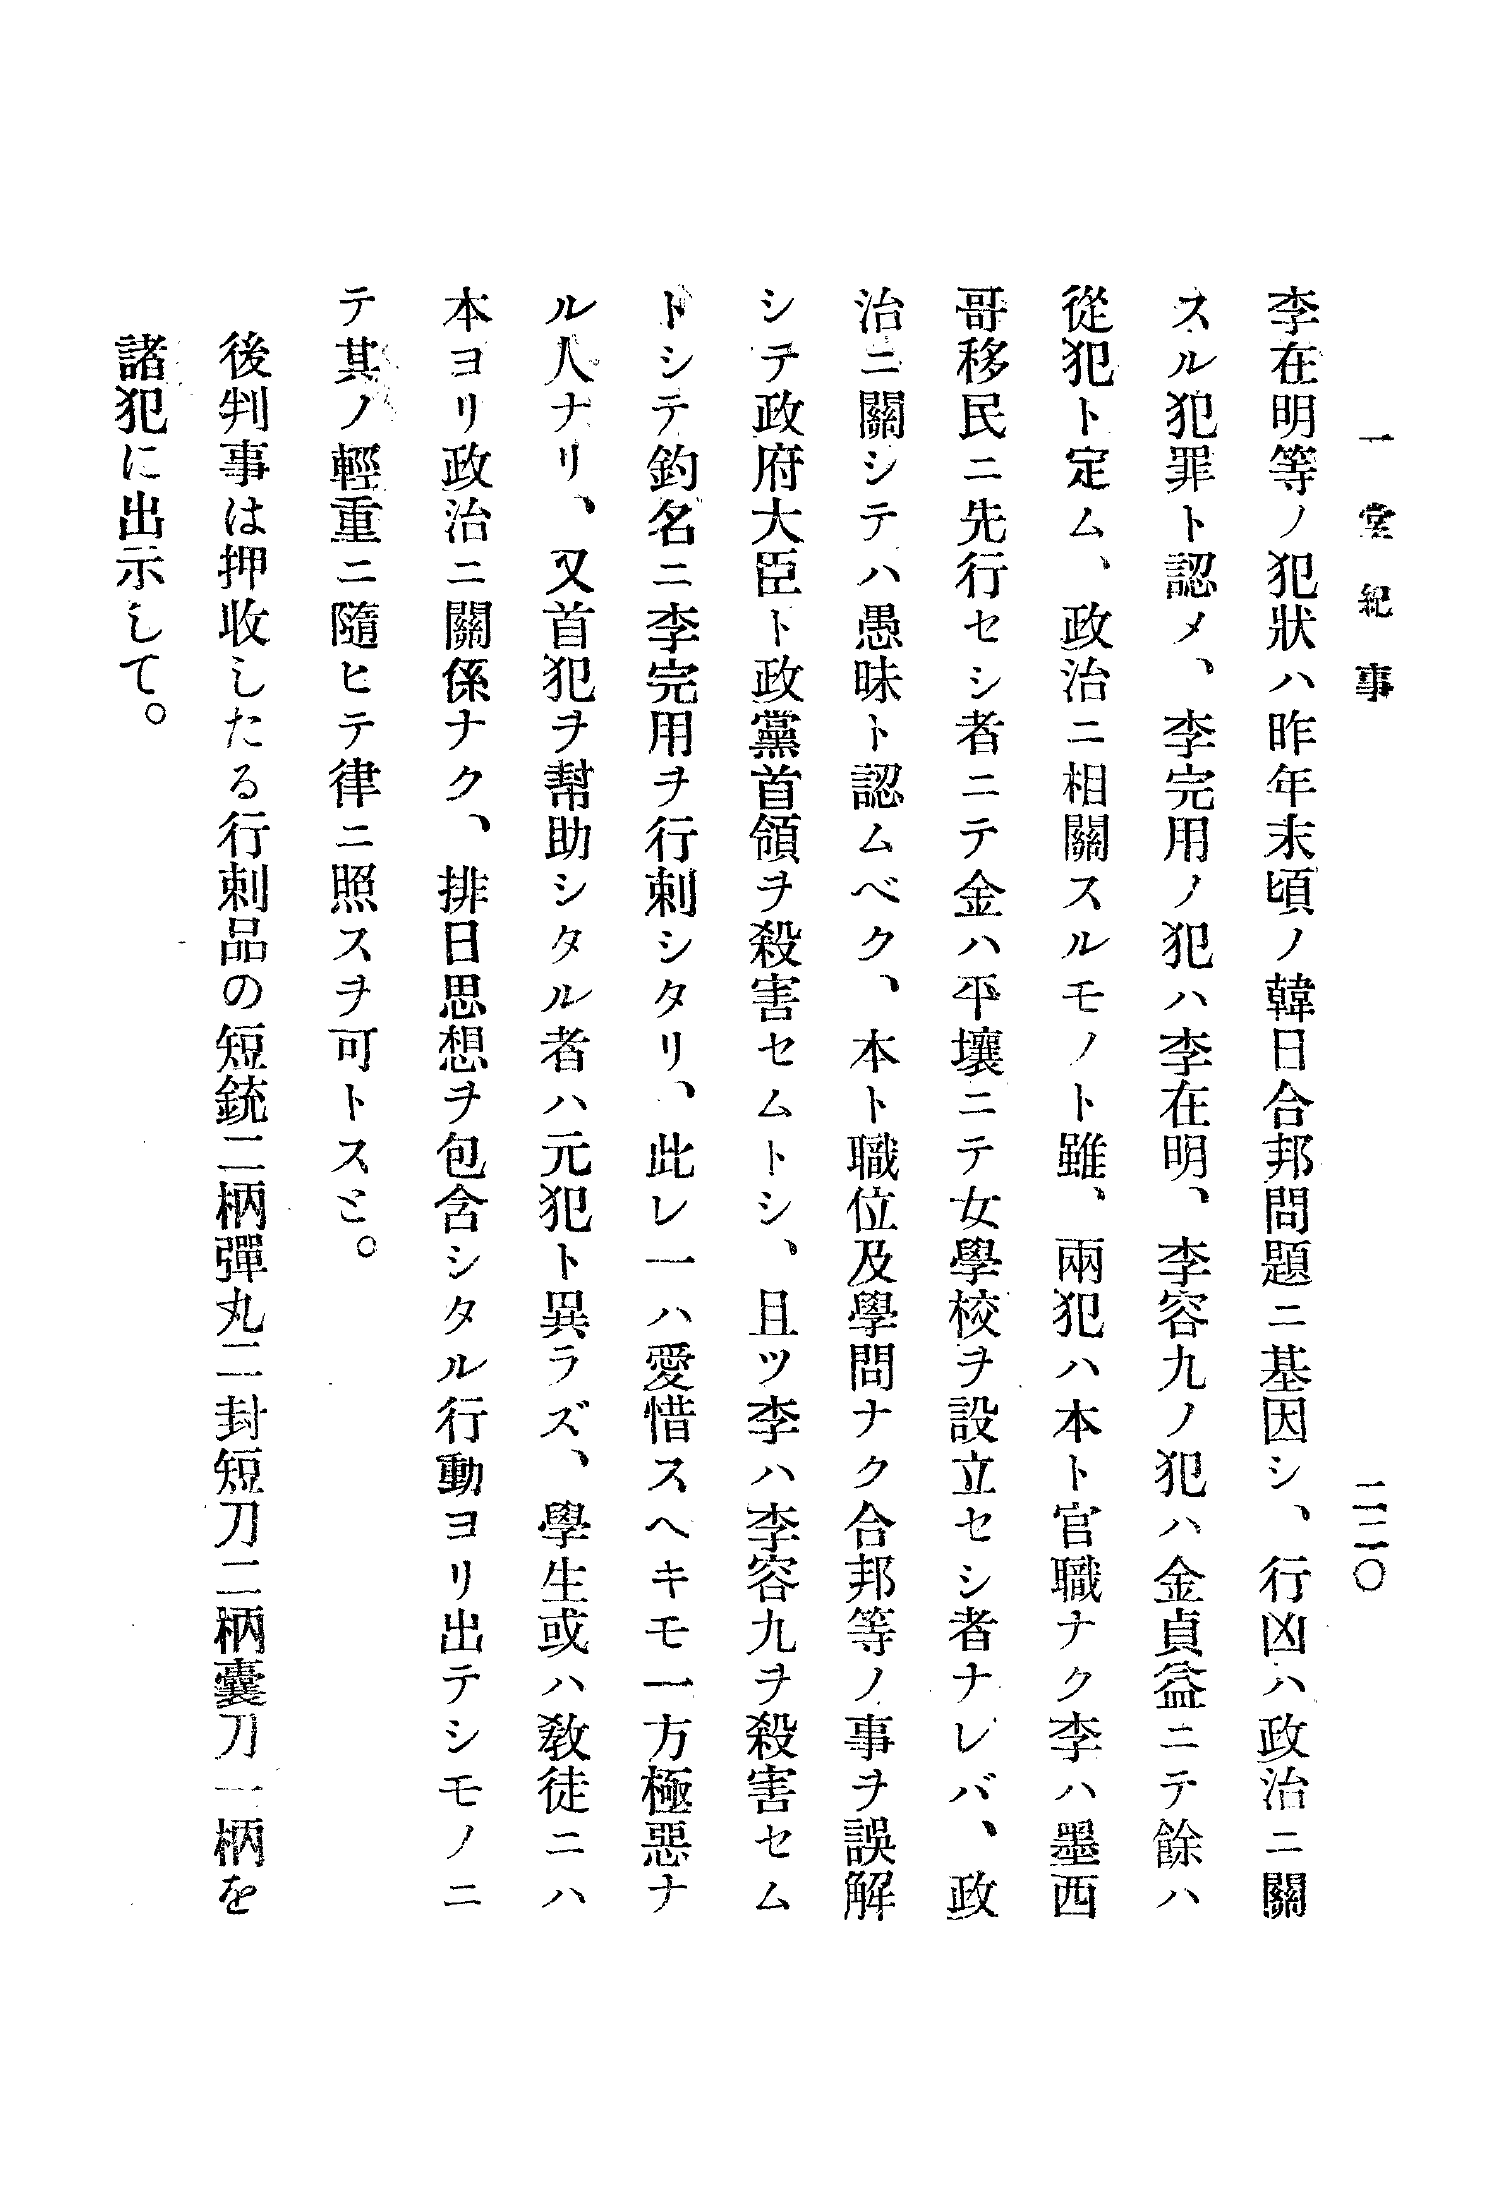 一堂紀事
二二〇
李在明等ノ犯狀ハ昨年末頃ノ韓日合邦問題ニ基因シ、行凶ハ政治ニ關
スル犯罪ト認メ、李完用ノ犯ハ李在明、李容九ノ犯ハ金貞益ニテ餘ハ
從犯ト定ム、政治ニ相關スルモノト雖、兩犯ハ本ト官職ナク李ハ墨西
哥移民ニ先行セシ者ニテ金ハ平壤ニテ女學校ヲ設立セシ者ナレバ、政
治ニ關シテハ愚昧ト認ムベク、本ト職位及學問ナク合邦等ノ事ヲ誤解
シテ政府大臣ト政黨首領ヲ殺害セムトシ、且ツ李ハ李容九ヲ殺害セム
トシテ釣名ニ李完用ヲ行刺シタリ、此レ一ハ愛惜スヘキモ一方極惡ナ
ル人ナリ、又首犯ヲ幇助シタル者ハ元犯ト異ラズ、學生或ハ敎徒ニハ
本ヨリ政治ニ關係ナク、排日思想ヲ包含シタル行動ヨリ出テシモノニ
テ其ノ輕重ニ隨ヒテ律ニ照スヲ可トスと。
後判事は押收したる行刺品の短銃二柄彈丸二封短刀二柄囊刀一柄を
諸犯に出示して。